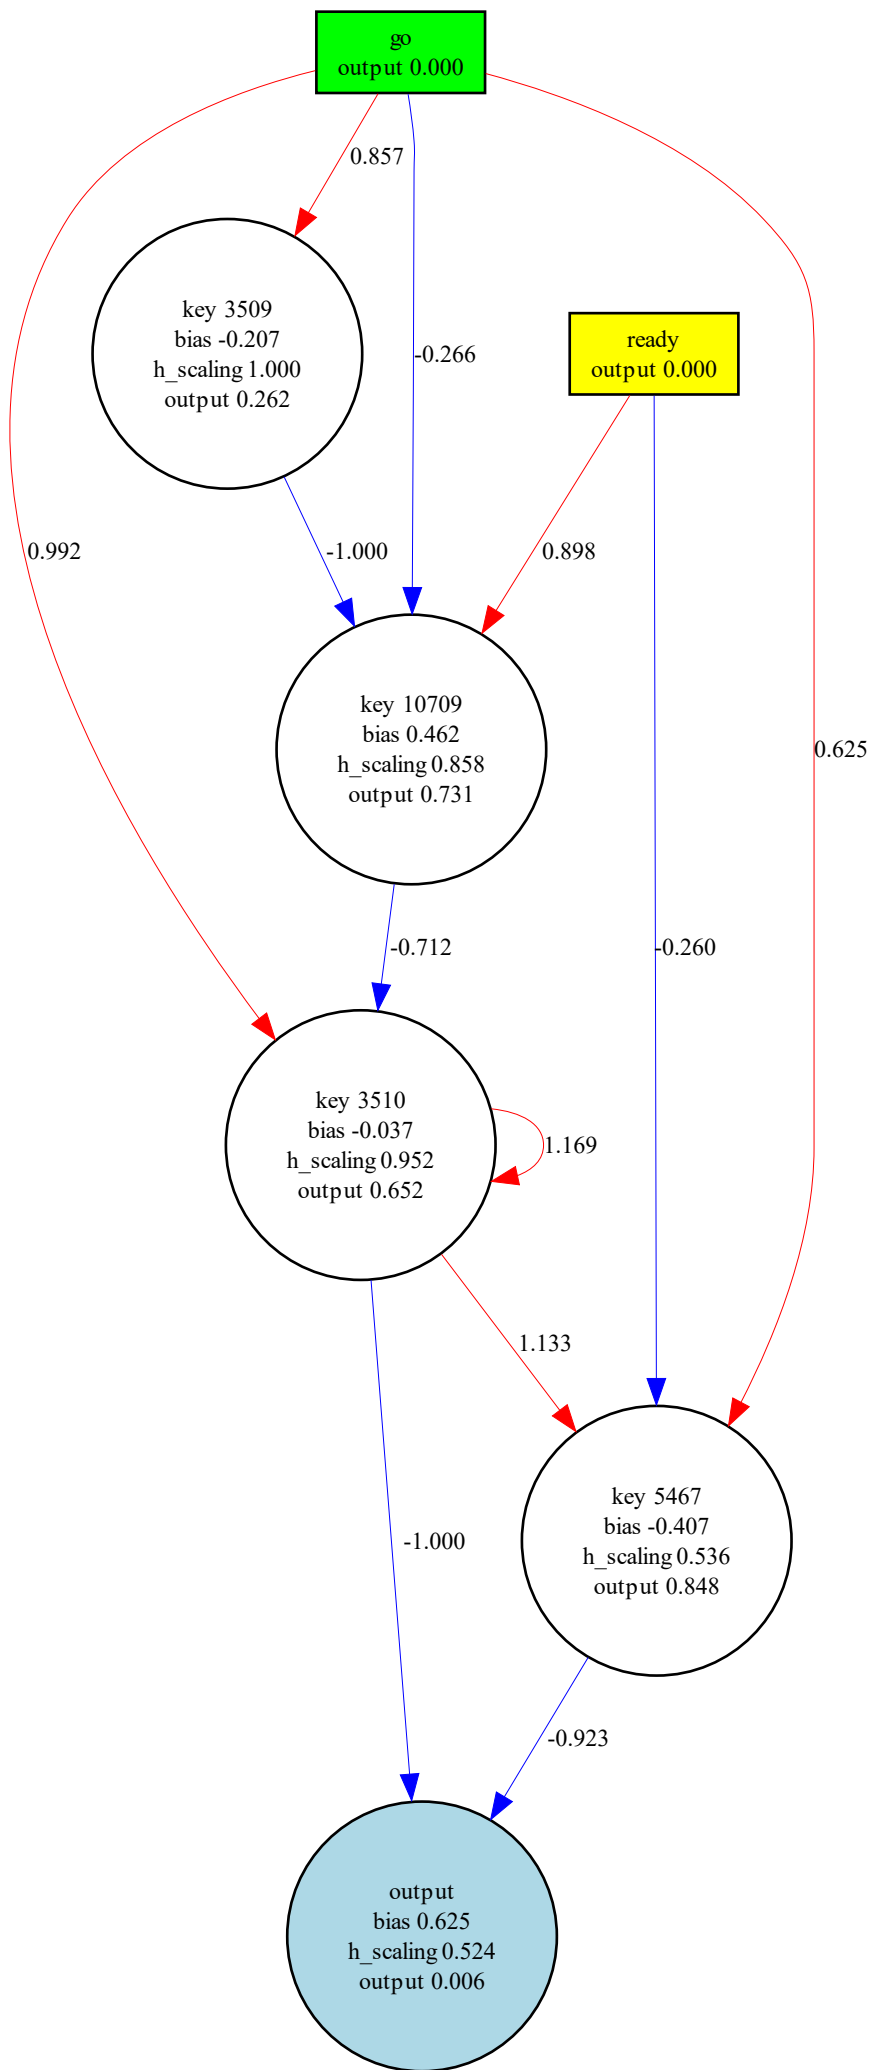 go
output 0.000
0.857
key 3509
bias -0.207
h_scaling 1.000
output 0.262
-0.266
ready
output 0.000
0.992
-1.000
0.898
key 10709
bias 0.462
h_scaling 0.858
output 0.731
0.625
-0.712
-0.260
key 3510
bias -0.037
h_scaling 0.952
output 0.652
1.169
1.133
key 5467
bias -0.407
h_scaling 0.536
output 0.848
-1.000
-0.923
output
bias 0.625
h_scaling 0.524
output 0.006